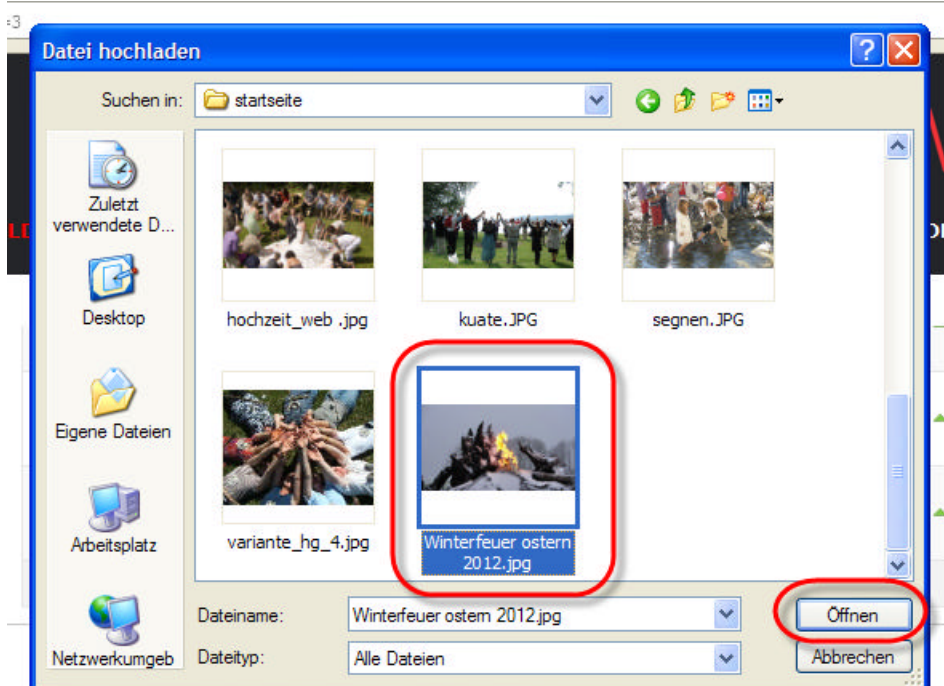 =3
Datei hochladen
Suchen in:
startseite
Zuletzt
verwendete D...
Desktop
Eigene Dateien
Arbeitsplatz
Netzwerkumgeb
hochzeit_web .jpg
kuate.JPG
segnen.JPG
variante_hg_4.jpg
Winterfeuer ostern
2012.jpg
Dateiname:
Winterfeuer ostern 2012.jpg
Öffnen
Dateityp:
Alle Dateien
Abbrechen